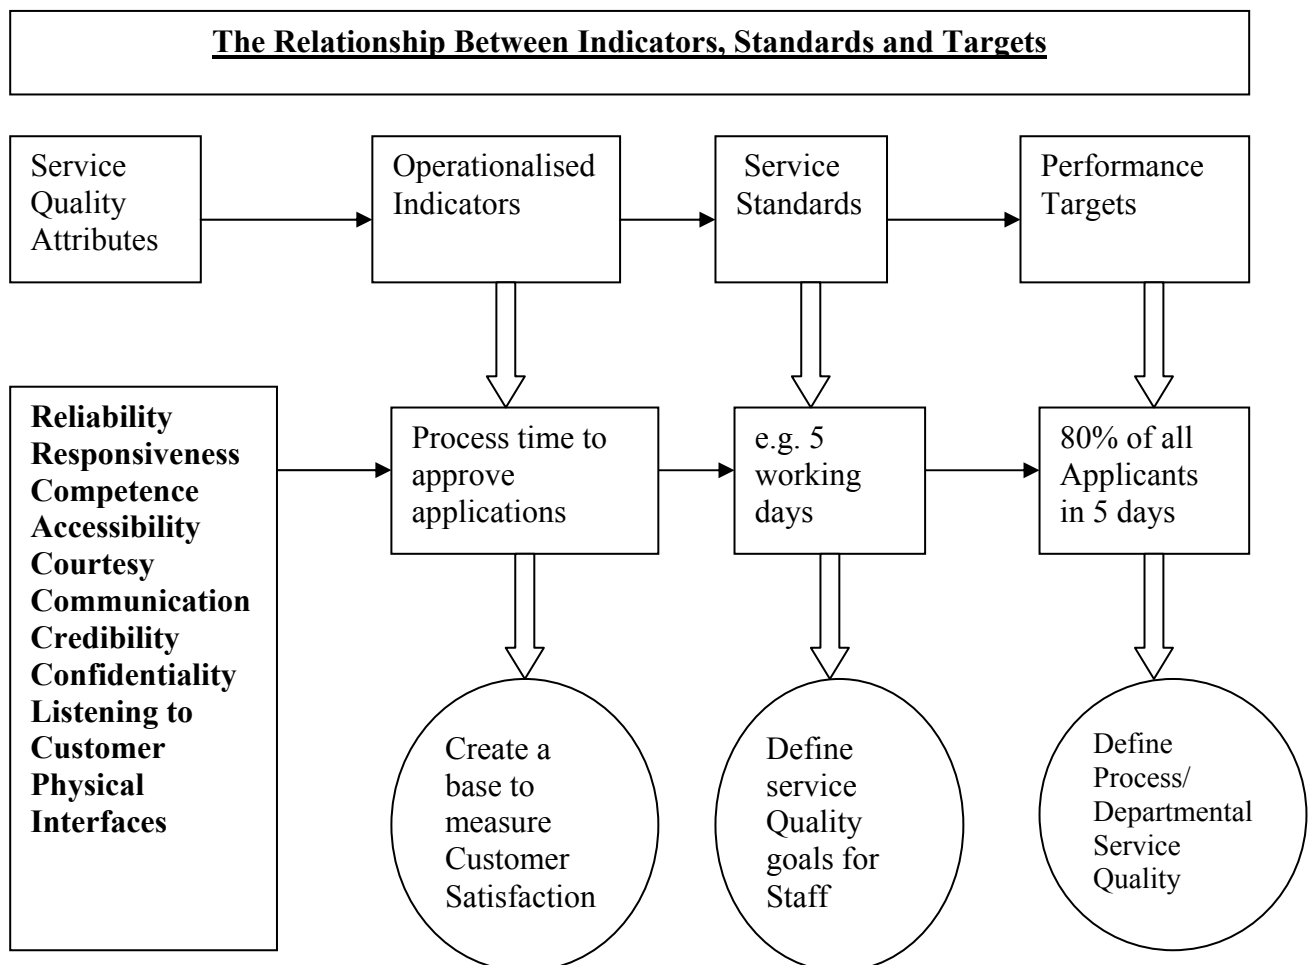 The Relationship Between Indicators, Standards and Targets
Service
Quality
Attributes
Operationalised
Indicators
Service
Standards
Performance
Targets
Reliability
Responsiveness
Competence
Accessibility
Courtesy
Communication
Credibility
Confidentiality
Listening to
Customer
Physical
Interfaces
Process time to
approve
applications
e.g. 5
working
days
80% of all
Applicants
in 5 days
Create a
base to
measure
Customer
Satisfaction
Define
service
Quality
goals for
Staff
Define
Process/
Departmental
Service
Quality